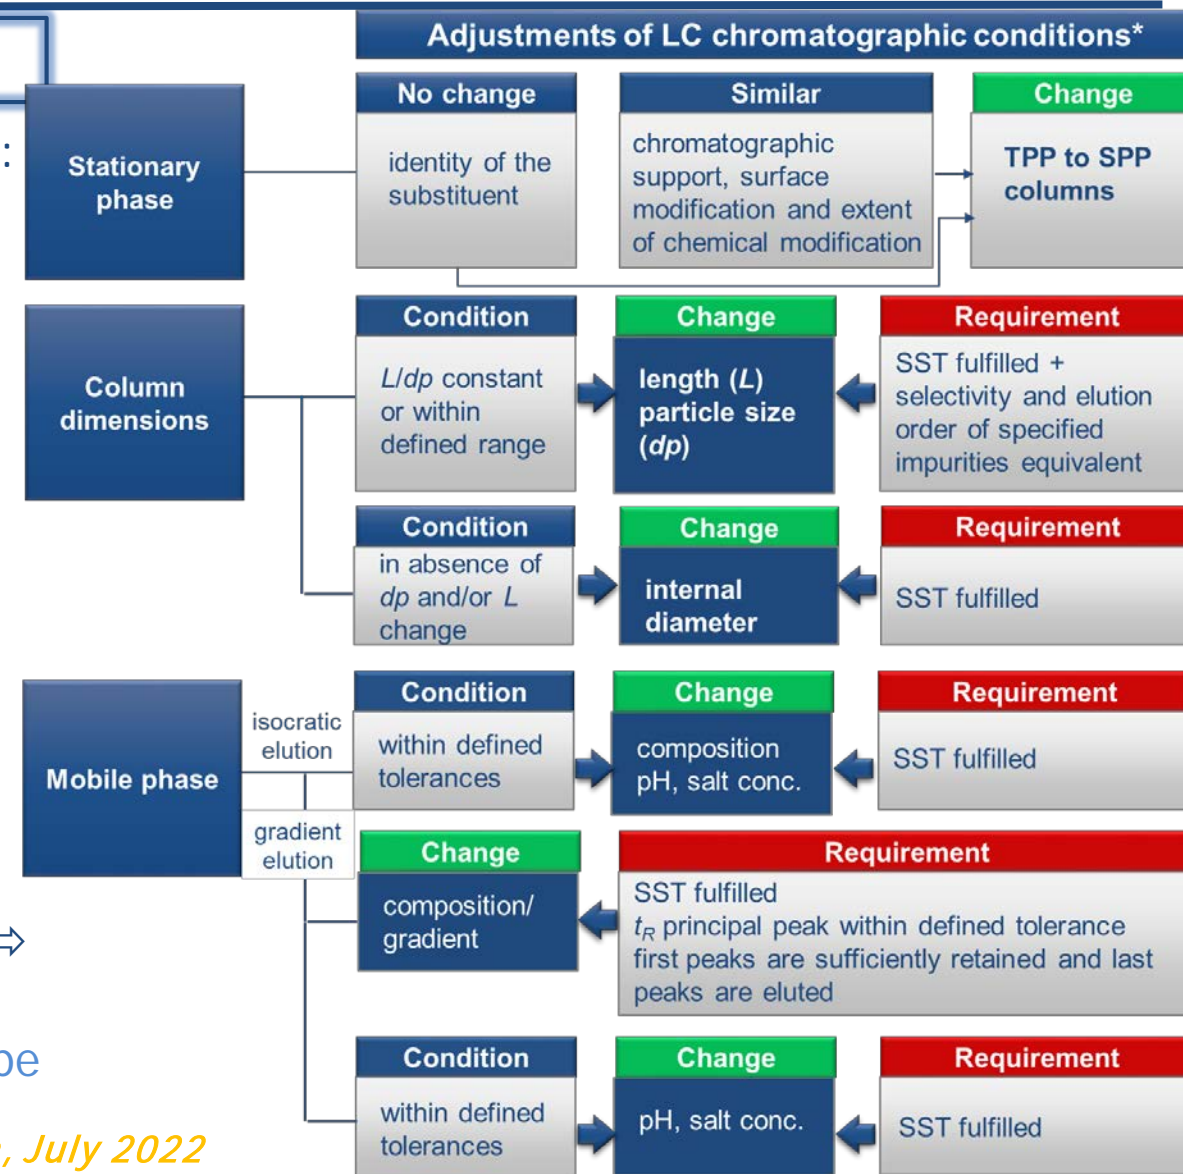 Adjustments of LC chromatographic conditions*
Stationary
phase
No change
identity of the
substituent
Similar
chromatographic
support, surface
modification and extent
of chemical modification
Change
TPP to SPP
columns
:
Column
dimensions
Condition
L/dp constant
or within
defined range
Change
length (L)
particle size
(dp)
Requirement
SST fulfilled +
selectivity and elution
order of specified
impurities equivalent
Condition
in absence of
dp and/or L
change
Change
internal
diameter
Requirement
SST fulfilled
Mobile phase
isocratic
elution
Condition
within defined
tolerances
Change
composition
pH, salt conc.
Requirement
SST fulfilled
gradient
elution
Change
composition/
gradient
Requirement
SST fulfilled
tR principal peak within defined tolerance
first peaks are sufficiently retained and last
peaks are eluted
⇨
Condition
within defined
tolerances
Change
pH, salt conc.
Requirement
SST fulfilled
, July 2022